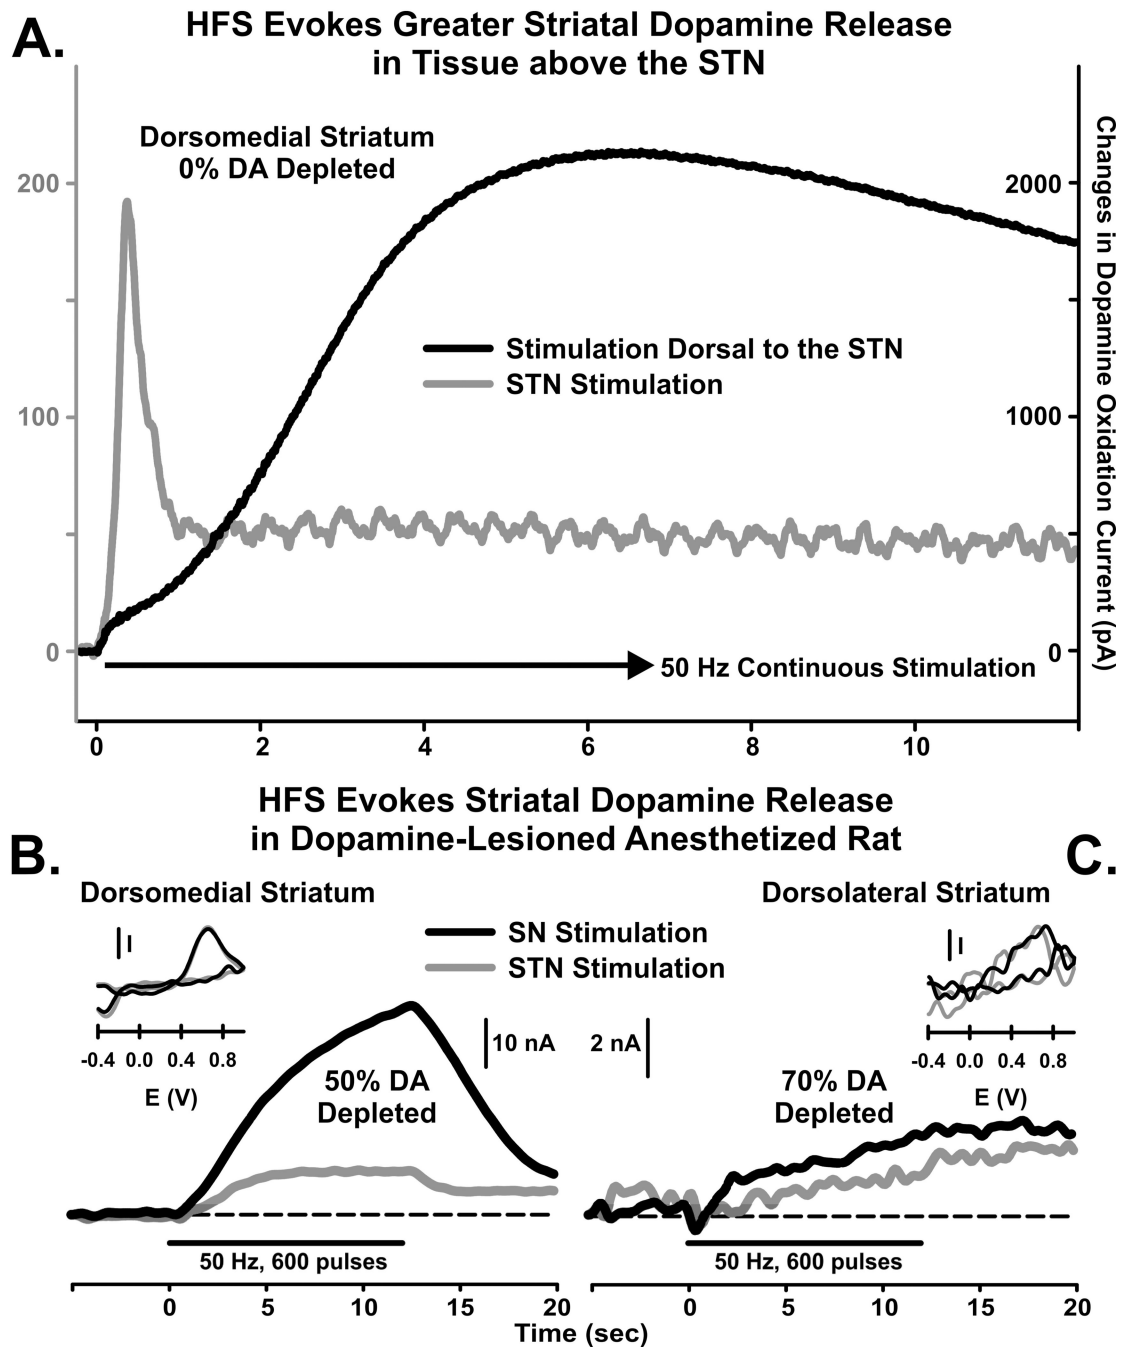 A.
HFS Evokes Greater Striatal Dopamine Release
in Tissue above the STN
Dorsomedial Striatum
0% DA Depleted
200
100
0
2000
1000
0
Changes in Dopamine Oxidation Current (pA)
Stimulation Dorsal to the STN
STN Stimulation
50 Hz Continuous Stimulation
0 2 4 6 8 10
HFS Evokes Striatal Dopamine Release
in Dopamine-Lesioned Anesthetized Rat
B.
C.
Dorsomedial Striatum
Dorsolateral Striatum
SN Stimulation
STN Stimulation
-0.4 0.0 0.4 0.8
E (V)
10 nA
2 nA
-0.4 0.0 0.4 0.8
E (V)
50% DA
Depleted
70% DA
Depleted
50 Hz, 600 pulses
50 Hz, 600 pulses
0 5 10 15 20
0 5 10 15 20
Time (sec)